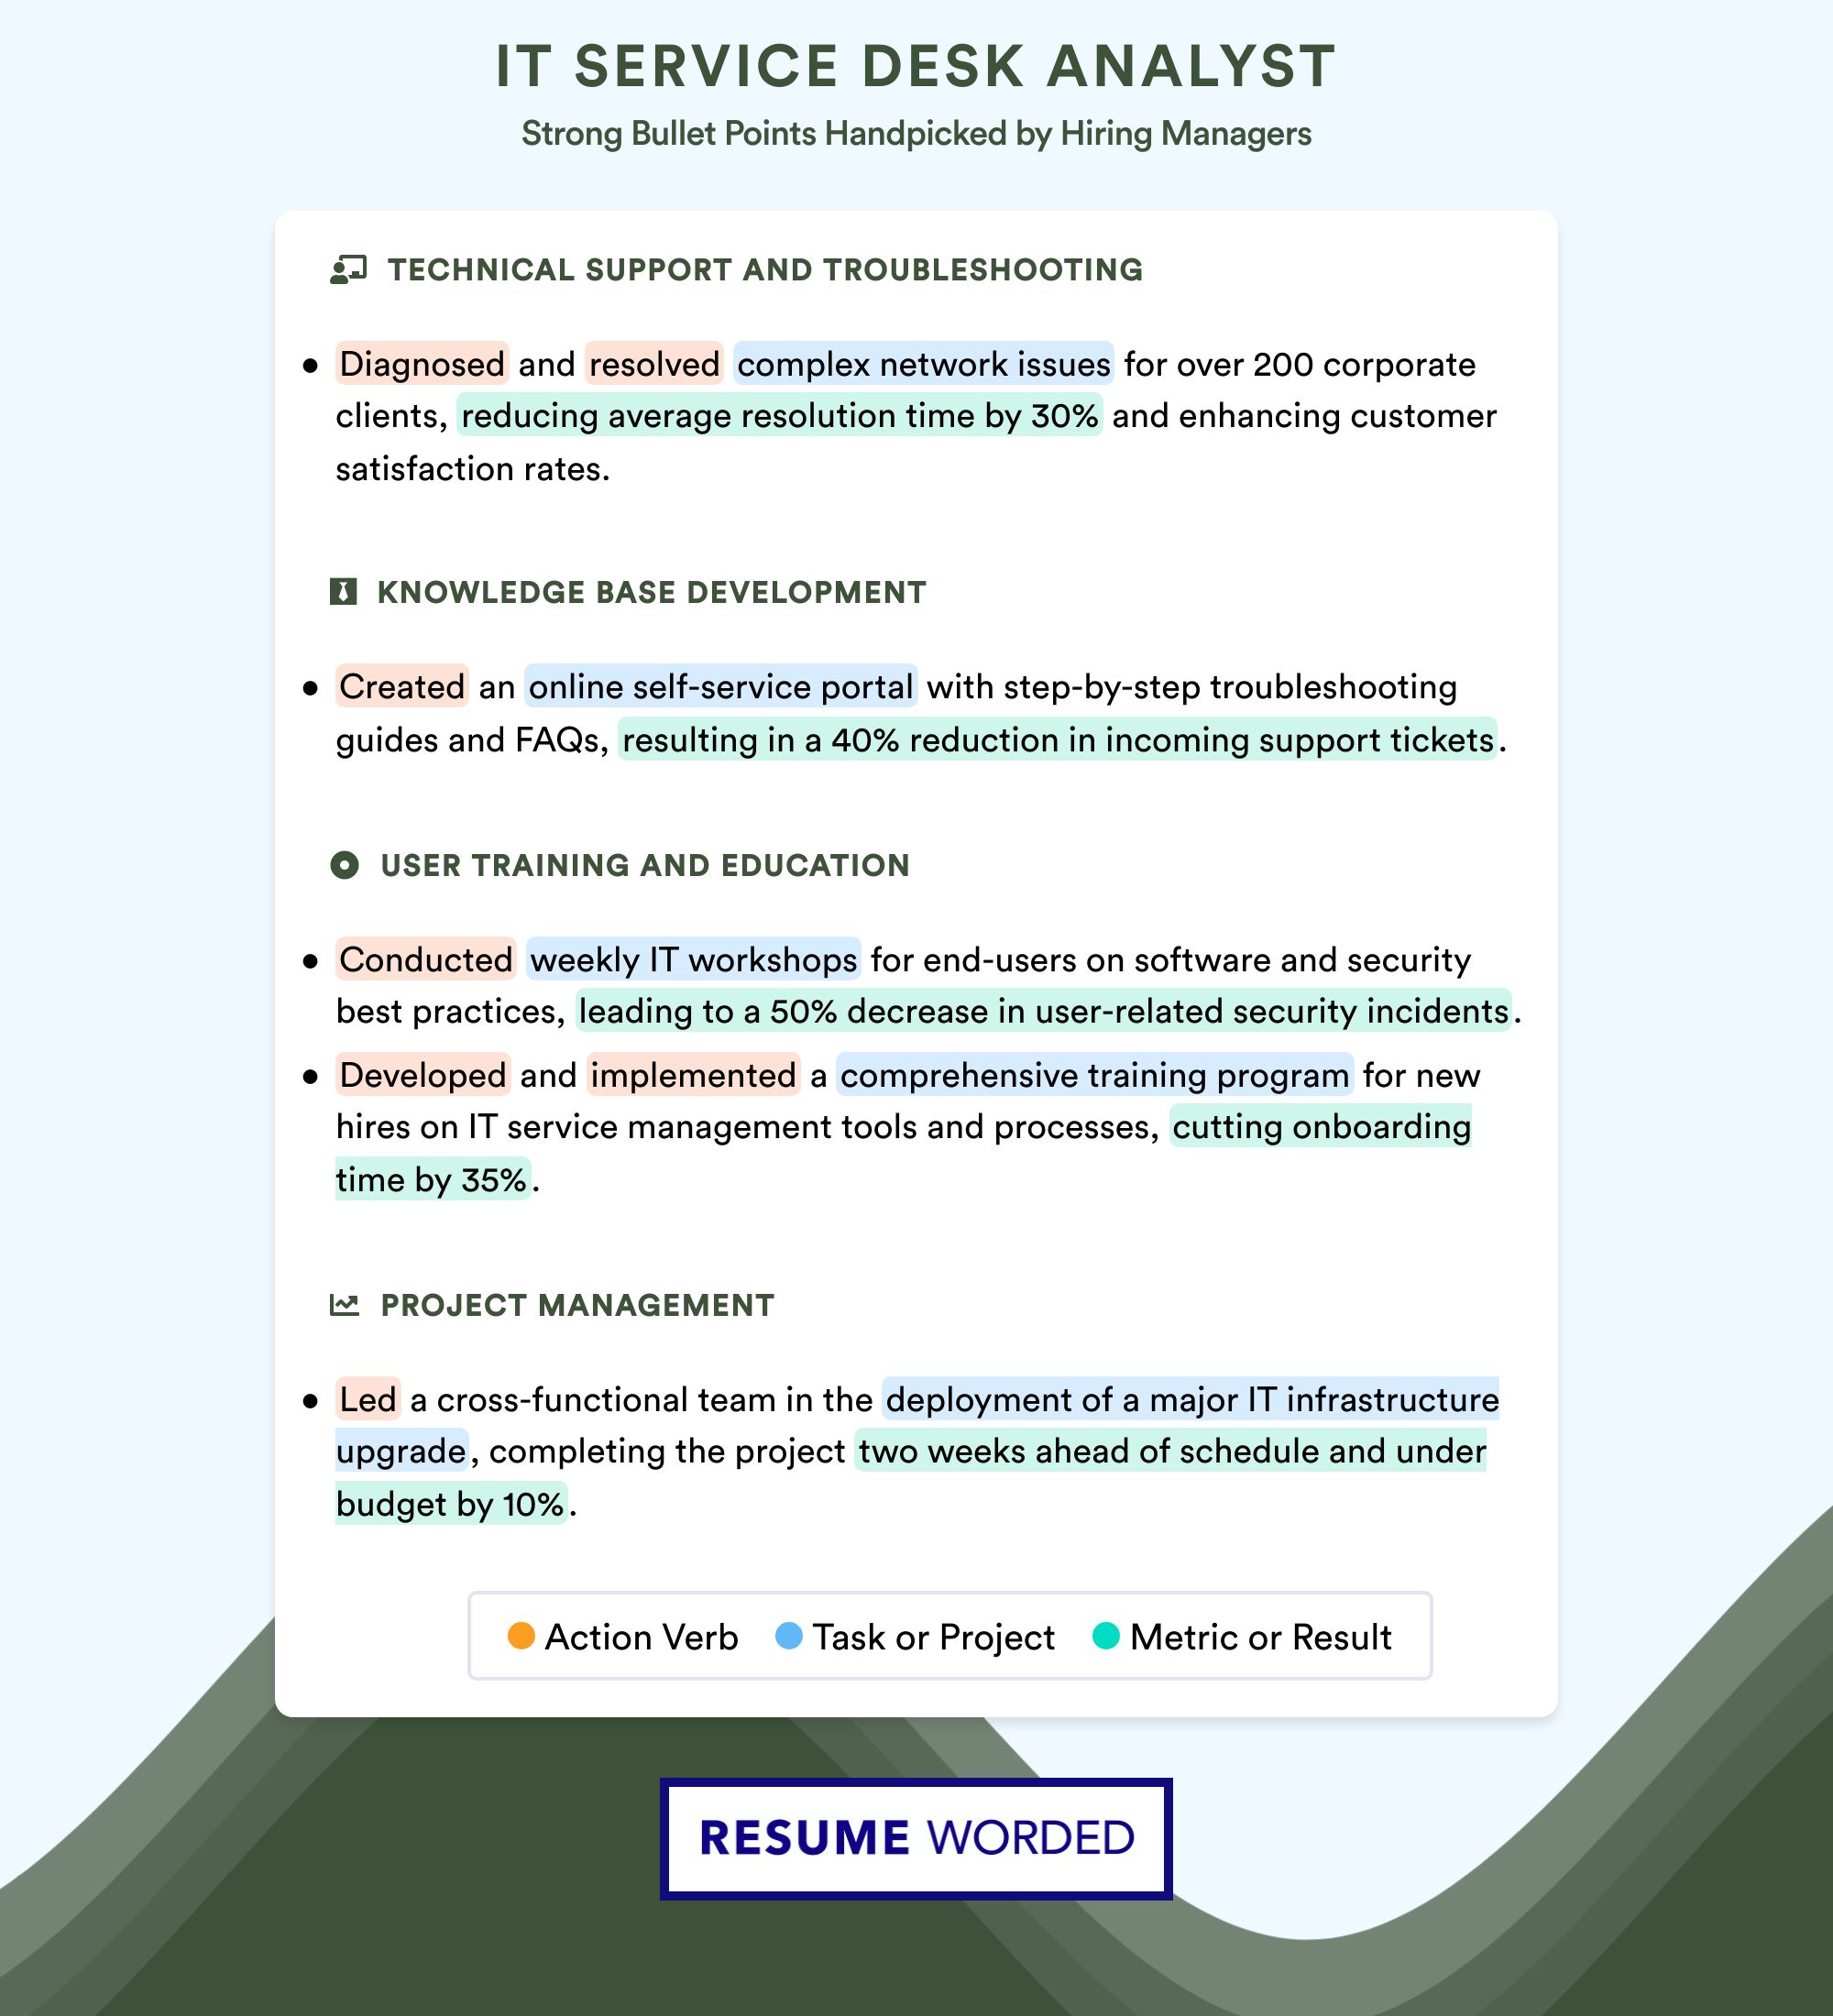 IT SERVICE DESK ANALYST
Strong Bullet Points Handpicked by Hiring Managers
TECHNICAL SUPPORT AND TROUBLESHOOTING
● Diagnosed and resolved complex network issues for over 200 corporate
clients, reducing average resolution time by 30% and enhancing customer
satisfaction rates.
KNOWLEDGE BASE DEVELOPMENT
● Created an online self-service portal with step-by-step troubleshooting
guides and FAQs, resulting in a 40% reduction in incoming support tickets.
USER TRAINING AND EDUCATION
● Conducted weekly IT workshops for end-users on software and security
best practices, leading to a 50% decrease in user-related security incidents.
● Developed and implemented a comprehensive training program for new
hires on IT service management tools and processes, cutting onboarding
time by 35%.
PROJECT MANAGEMENT
● Led a cross-functional team in the deployment of a major IT infrastructure
upgrade, completing the project two weeks ahead of schedule and under
budget by 10%.
Action Verb Task or Project Metric or Result
RESUME WORDED